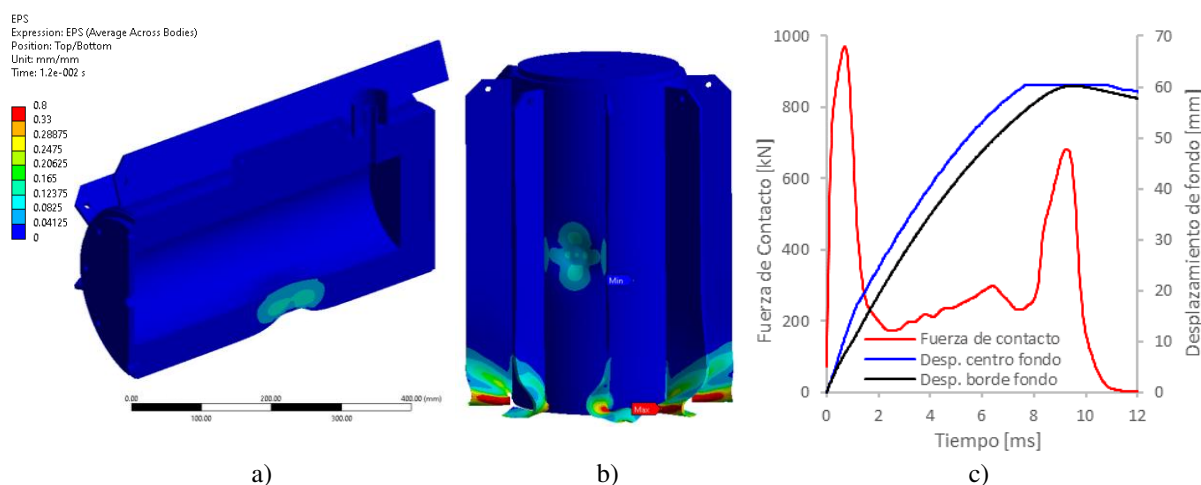 EPS
Expression: EPS (Average Across Bodies)
Position: Top/Bottom
Unit: mm/mm
Time: 1.2e-002 s
0.8
0.33
0.28875
0.2475
0.20625
0.165
0.12375
0.0825
0.04125
0
0.00
200.00
400.00 (mm)
100.00
300.00
a)
Min
Max
b)
Fuerza de Contacto [kN]
1000
800
600
400
200
0
Fuerza de contacto
Desp. centro fondo
Desp. borde fondo
0
2
4
6
8
10
12
Tiempo [ms]
70
60
50
40
30
20
10
0
Desplazamiento de fondo [mm]
c)